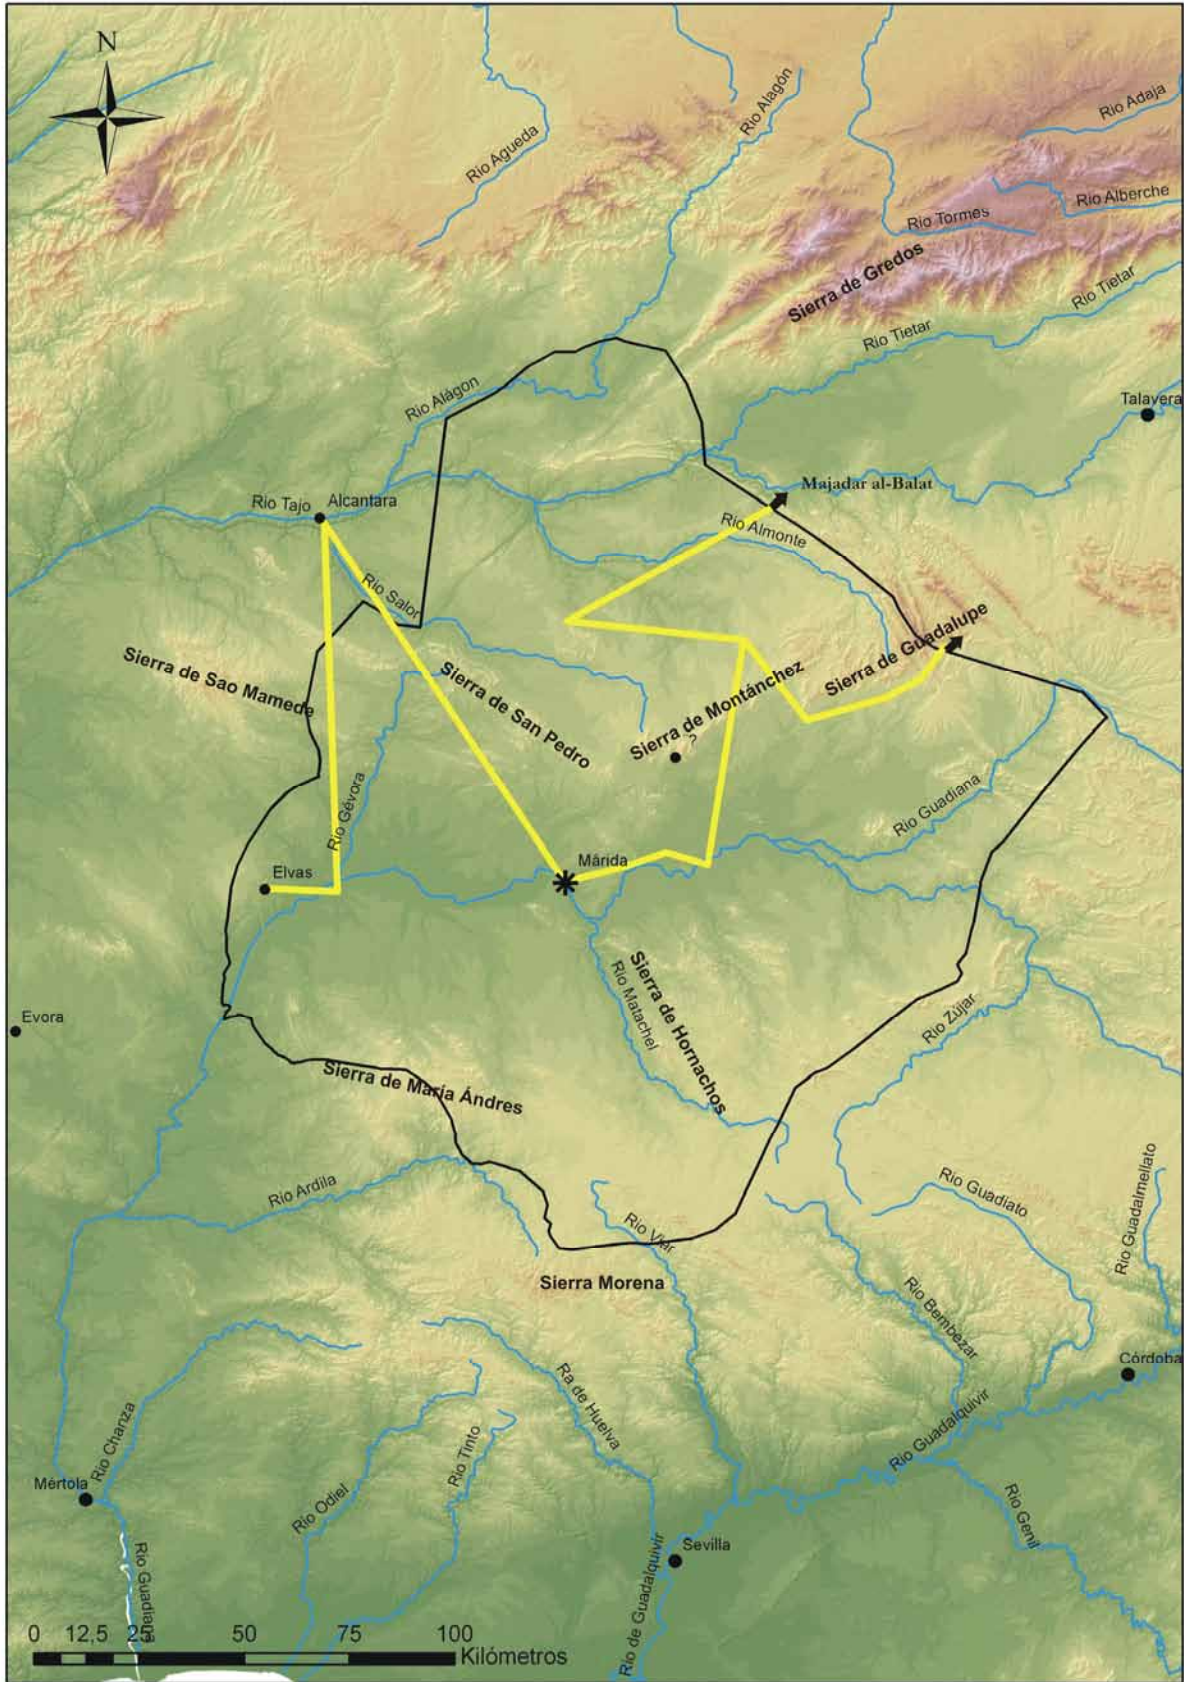 N
Rio Alagón
Rio Adaja
Rio Agueda
Rio Alberche
Rio Tormes
Sierra de Gredos
Rio Tietar
Rio Tietar
Rio Alágon
Talavera
Majadar al-Balat
Rio Tajo
Alcantara
Rio Almonte
Rio Salor
Sierra de Guadalupe
Sierra de Sao Mamede
Sierra de San Pedro
Sierra de Montánchez
?
Rio Gévora
Rio Guadiana
Márida
Elvas
Sierra de Hornachos
Rio Matachel
Rio Zújar
Evora
Sierra de María Ándres
Rio Ardila
Rio Guadiato
Rio Guadalmellato
Rio Viar
Sierra Morena
Rio Bembezar
Córdoba
Ra de Huelva
Rio Guadalquivir
Rio Chanza
Rio Tinto
Mértola
Rio Odiel
Rio Genil
Sevilla
Rio Guadiana
Rio de Guadalquivir
0 12,5 25 50 75 100
Kilómetros